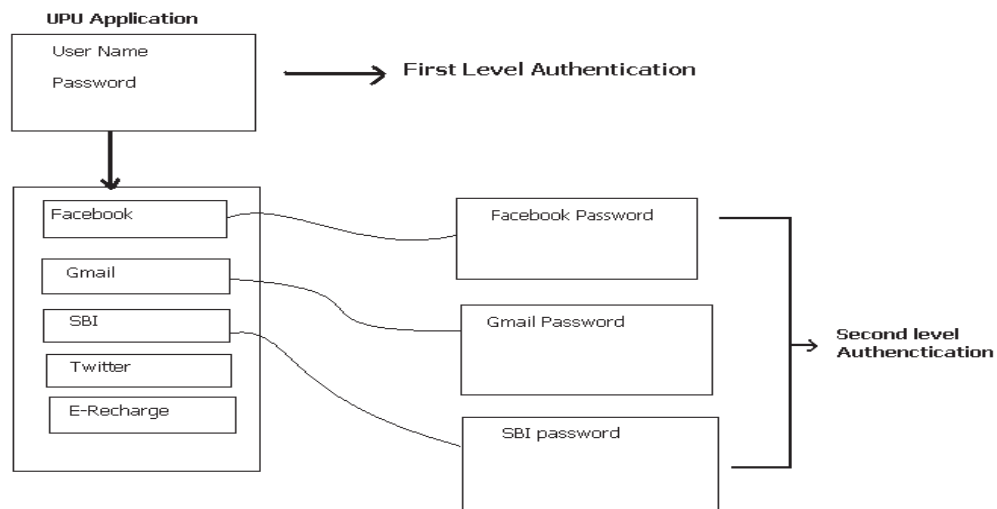 UPU Application
User Name
Password
First Level Authentication
Facebook
Gmail
SBI
Twitter
E-Recharge
Facebook Password
Gmail Password
SBI password
Second level
Authenctication